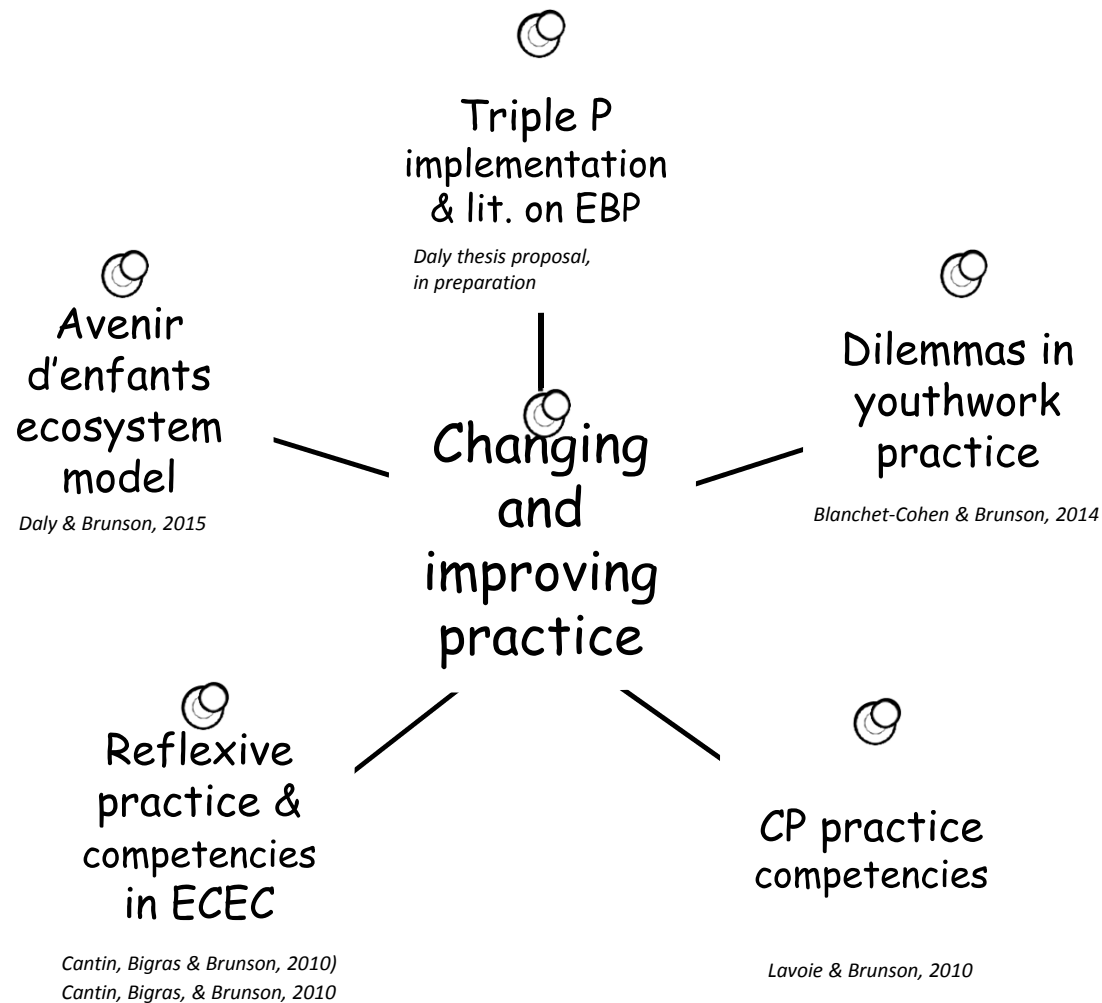 Triple P
implementation
& lit. on EBP
Daly thesis proposal,
in preparation
Avenir
d'enfants
ecosystem
model
Daly & Brunson, 2015
Dilemmas in
youthwork
practice
Blanchet-Cohen & Brunson, 2014
Changing
and
improving
practice
Reflexive
practice &
competencies
in ECEC
Cantin, Bigras & Brunson, 2010)
Cantin, Bigras, & Brunson, 2010
CP practice
competencies
Lavoie & Brunson, 2010